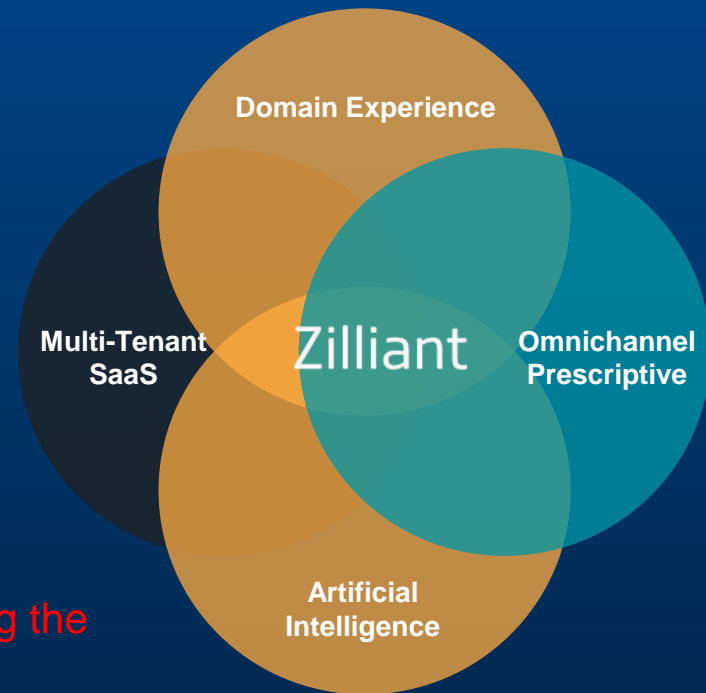 Domain Experience
Multi-Tenant
SaaS
Zilliant
Omnichannel
Prescriptive
Artificial
Intelligence
g the